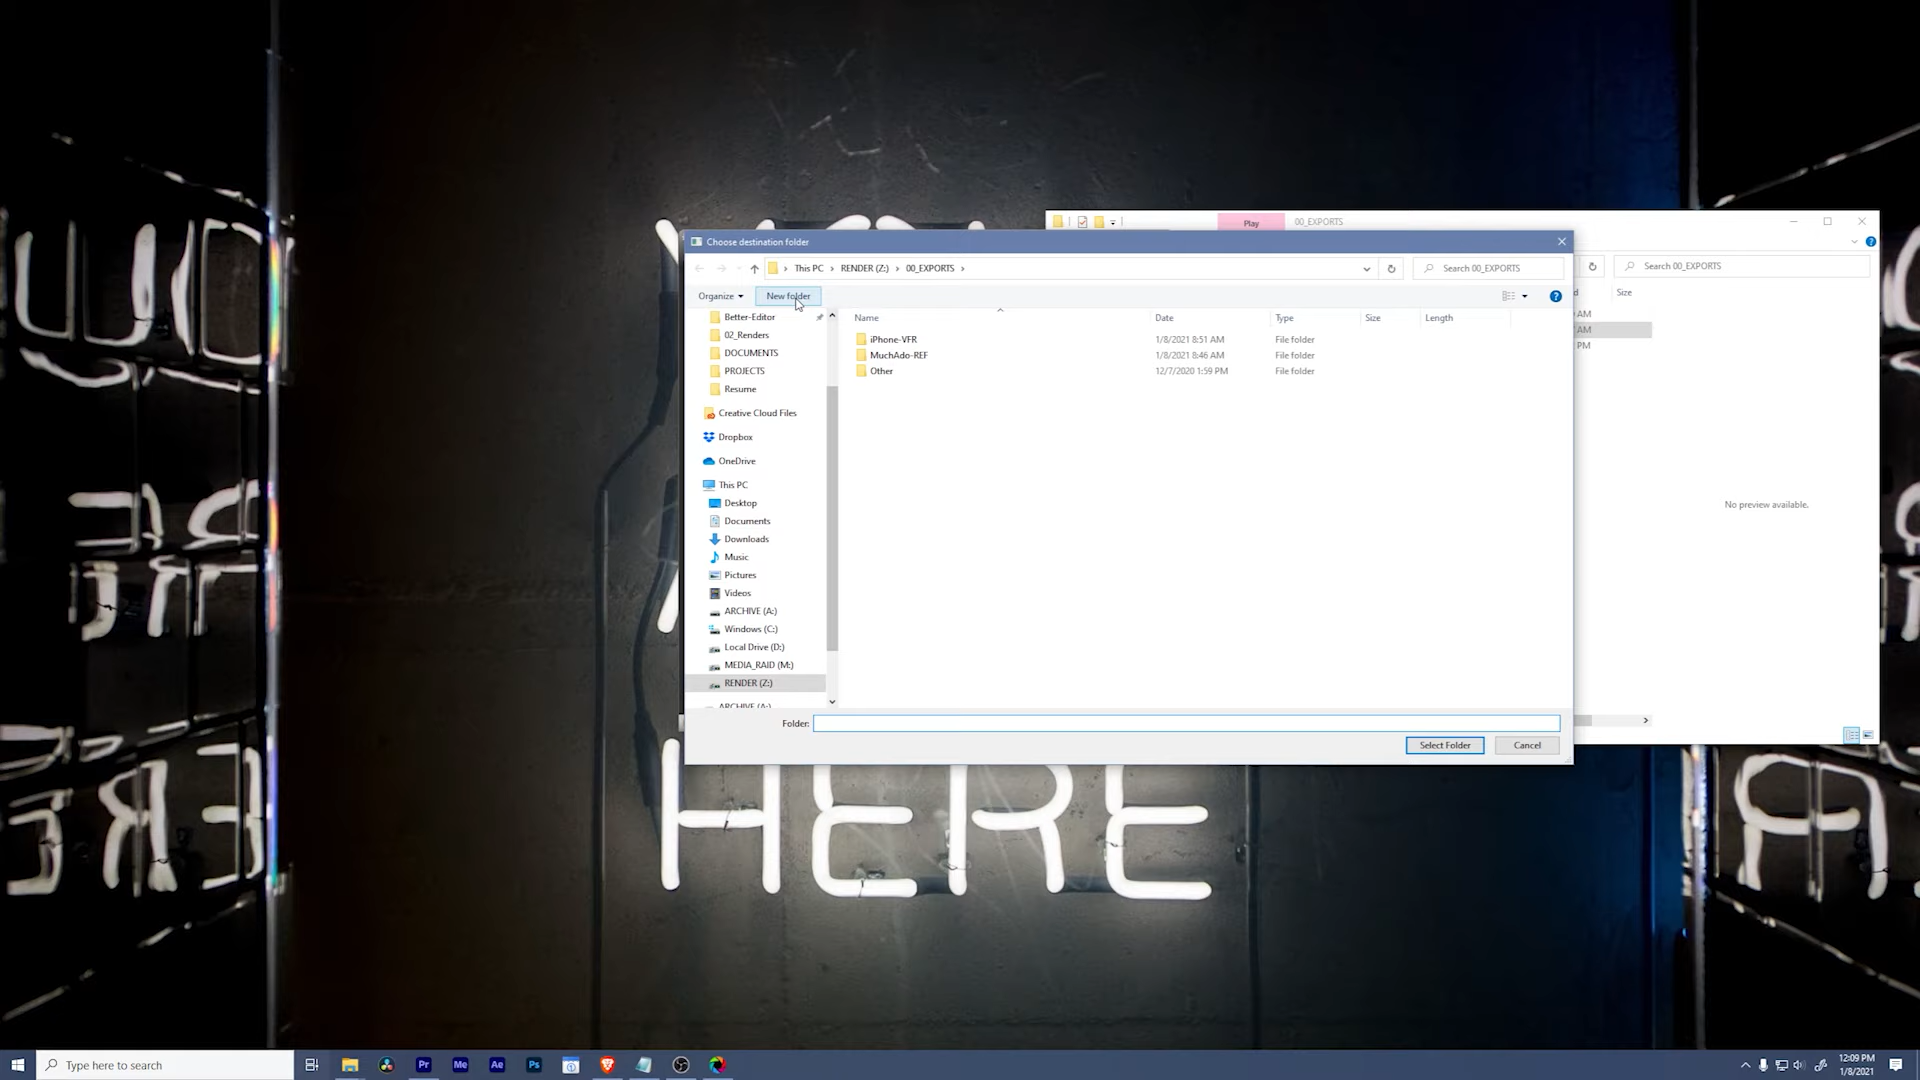 Play
00_EXPORTS
Choose destination folder
This PC
RENDER (Z:)
00_EXPORTS
Search 00_EXPORTS
Search 00_EXPORTS
Organize
New folder
Size
Name
Date
Type
Size
Length
iPhone-VFR
1/8/2021 8:51 AM
File folder
MuchAdo-REF
1/8/2021 8:46 AM
File folder
Other
12/7/2020 1:59 PM
File folder
AM
AM
PM
Better-Editor
02_Renders
DOCUMENTS
PROJECTS
Resume
Creative Cloud Files
Dropbox
OneDrive
This PC
Desktop
Documents
Downloads
Music
Pictures
Videos
ARCHIVE (A:)
Windows (C:)
Local Drive (D:)
MEDIA_RAID (M:)
RENDER (Z:)
ARCHIVE (A:)
No preview available.
Folder:
Select Folder
Cancel
HERE
Type here to search
Pr
Me
Ae
Ps
12:09 PM
1/8/2021